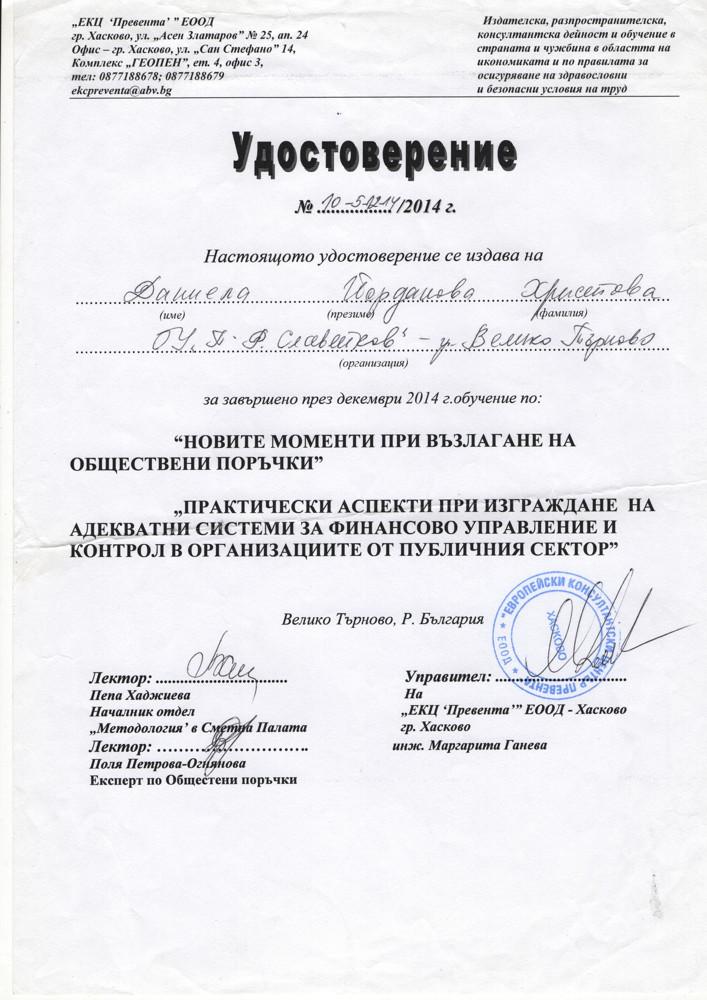 „ЕКЦ ‘Превента’ ” ЕООД
гр. Хасково, ул. „Асен Златаров” № 25, ап. 24
Офис – гр. Хасково, ул. „Сан Стефано” 14,
Комплекс „ГЕОПЕН”, ет. 4, офис 3,
тел: 0877188678; 0877188679
ekcpreventa@abv.bg
Издателска, разпространителска,
консултантска дейност и обучение в
страната и чужбина в областта на
икономиката и по правилата за
осигуряване на здравословни
и безопасни условия на труд
Удостоверение
№ 10-5-12-14/2014 г.
Настоящото удостоверение се издава на
Даниела Йорданова Христова
(име) (презиме) (фамилия)
ОУ „П. Р. Славейков“ – гр. Велико Търново
(организация)
за завършено през декември 2014 г.обучение по:
“НОВИТЕ МОМЕНТИ ПРИ ВЪЗЛАГАНЕ НА
ОБЩЕСТВЕНИ ПОРЪЧКИ”
„ПРАКТИЧЕСКИ АСПЕКТИ ПРИ ИЗГРАЖДАНЕ НА
АДЕКВАТНИ СИСТЕМИ ЗА ФИНАНСОВО УПРАВЛЕНИЕ И
КОНТРОЛ В ОРГАНИЗАЦИИТЕ ОТ ПУБЛИЧНИЯ СЕКТОР”
Велико Търново, Р. България
* “ЕВРОПЕЙСКИ КОНСУЛТАНТСКИ ЦЕНТЪР ПРЕВЕНТА” * ЕООД
ХАСКОВО
Лектор: ..............................
Пепа Хаджиева
Началник отдел
„Методология’ в Сметна Палата
Лектор: ……………………….
Поля Петрова-Огнянова
Експерт по Общестени поръчки
Управител: ..............................
На
„ЕКЦ ‘Превента’” ЕООД - Хасково
гр. Хасково
инж. Маргарита Ганева